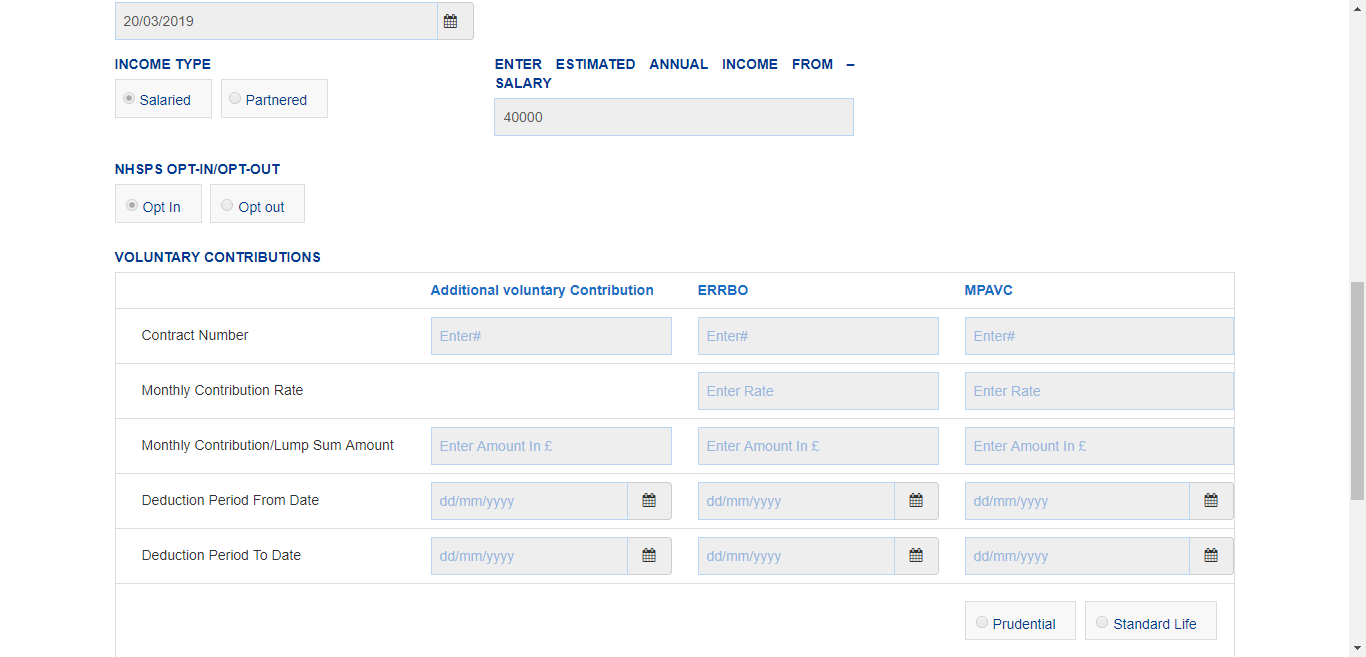 20/03/2019
INCOME TYPE
Salaried Partnered
ENTER ESTIMATED ANNUAL INCOME FROM –
SALARY
40000
NHSPS OPT-IN/OPT-OUT
Opt In Opt out
VOLUNTARY CONTRIBUTIONS
Additional voluntary Contribution ERRBO MPAVC
Contract Number Enter# Enter# Enter#
Monthly Contribution Rate Enter Rate Enter Rate
Monthly Contribution/Lump Sum Amount Enter Amount In £ Enter Amount In £ Enter Amount In £
Deduction Period From Date dd/mm/yyyy dd/mm/yyyy dd/mm/yyyy
Deduction Period To Date dd/mm/yyyy dd/mm/yyyy dd/mm/yyyy
Prudential Standard Life